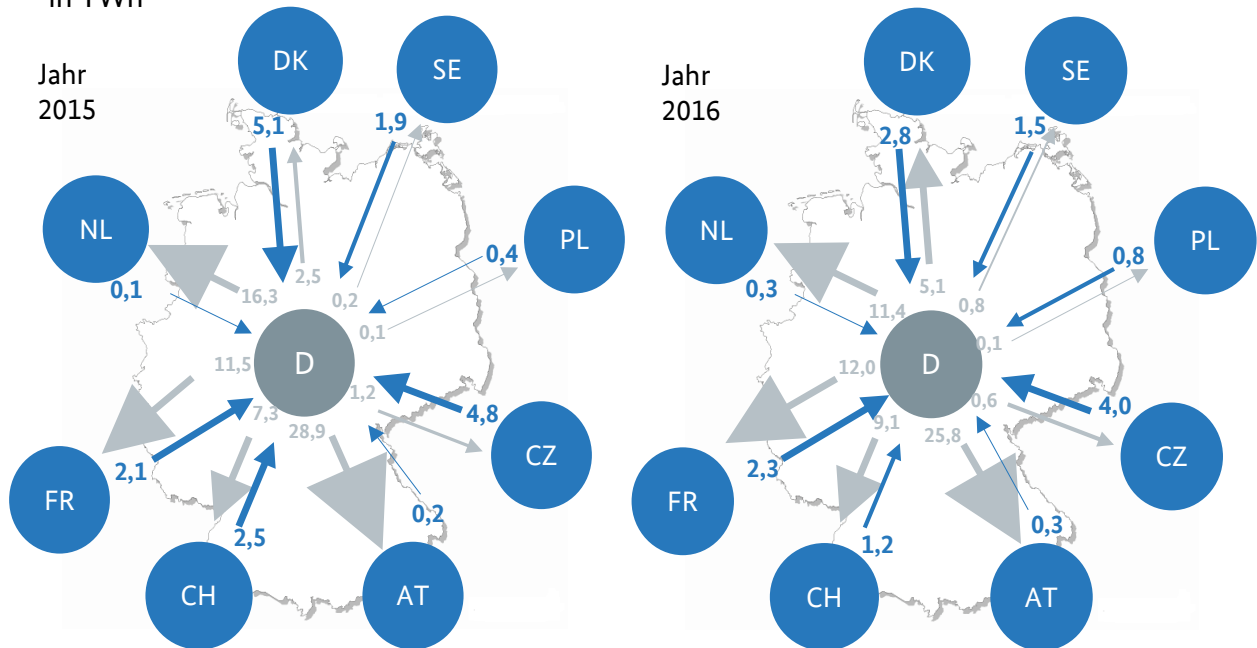 in TWh
Jahr
2015
DK
SE
5,1
1,9
NL
PL
0,1
0,4
16,3
2,5
0,2
0,1
11,5
D
1,2
7,3
28,9
4,8
2,1
FR
CZ
2,5
0,2
CH
AT
Jahr
2016
DK
SE
2,8
1,5
NL
PL
0,3
0,8
11,4
5,1
0,8
0,1
12,0
D
0,6
9,1
25,8
4,0
2,3
FR
CZ
1,2
0,3
CH
AT